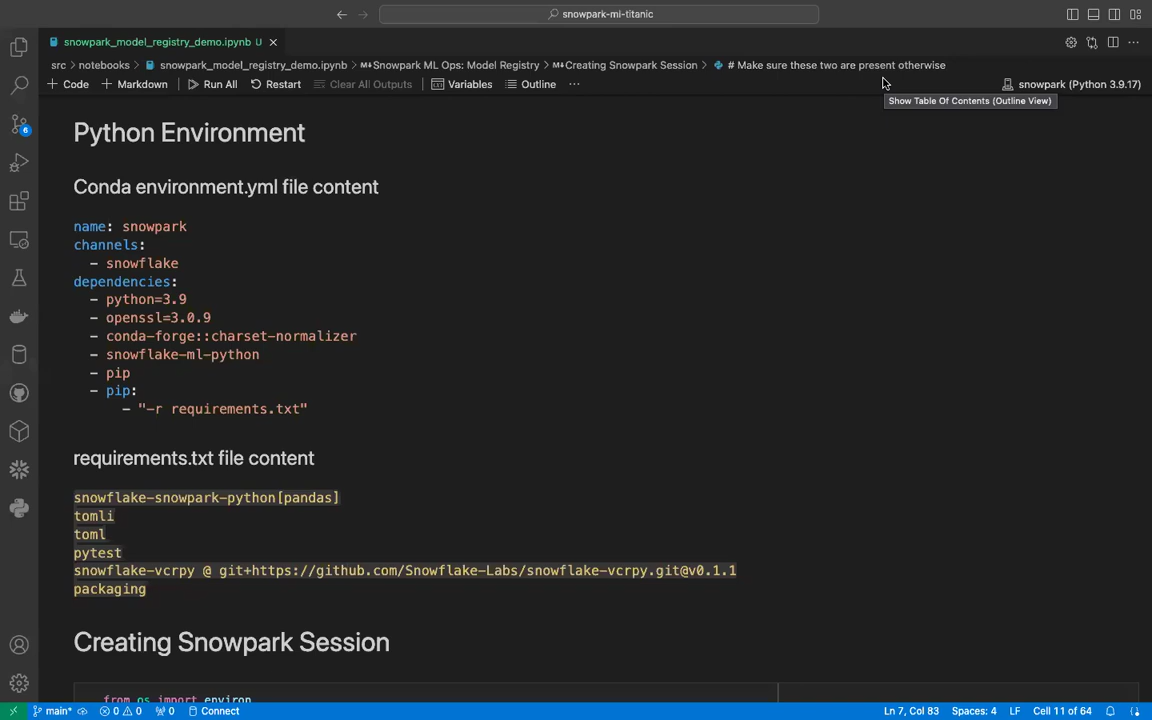 snowpark-ml-titanic
snowpark_model_registry_demo.ipynb U
src > notebooks > snowpark_model_registry_demo.ipynb > M↓Snowpark ML Ops: Model Registry > M↓Creating Snowpark Session > # Make sure these two are present otherwise
+ Code + Markdown Run All Restart Clear All Outputs Variables Outline ... snowpark (Python 3.9.17)
Show Table Of Contents (Outline View)
6
Python Environment
Conda environment.yml file content
name: snowpark
channels:
- snowflake
dependencies:
- python=3.9
- openssl=3.0.9
- conda-forge::charset-normalizer
- snowflake-ml-python
- pip
- pip:
- "-r requirements.txt"
requirements.txt file content
snowflake-snowpark-python[pandas]
tomli
toml
pytest
snowflake-vcrpy @ git+https://github.com/Snowflake-Labs/snowflake-vcrpy.git@v0.1.1
packaging
Creating Snowpark Session
from os import environ
main* 0 0 0 Connect Ln 7, Col 83 Spaces: 4 LF Cell 11 of 64